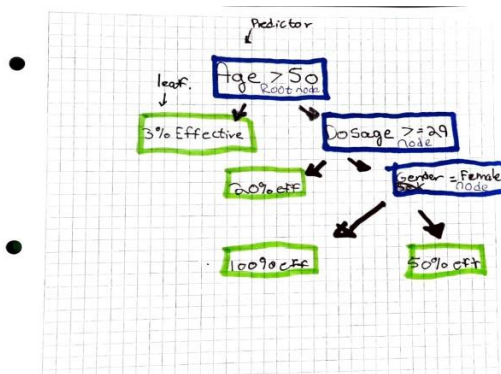 Predictor
Age > 50
Root node
leaf.
3% Effective
Dosage >= 29
node
20% eff
Gender = Female
node
100% eff
50% eff